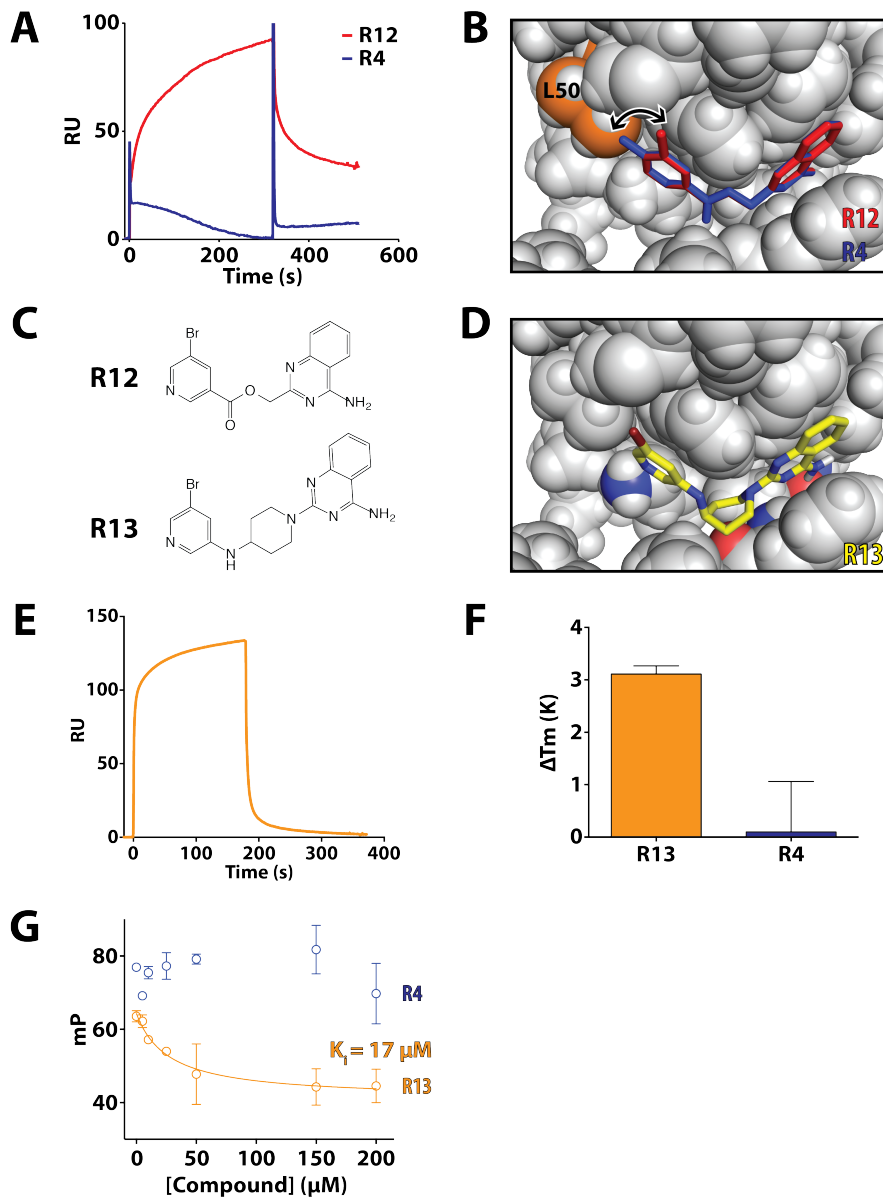 A
R12
R4
100
50
0
RU
0
200
400
600
Time (s)
B
L50
R12
R4
C
R12
Br
N
O
O
N
N
NH2
R13
Br
N
N
H
N
N
N
NH2
D
R13
E
150
100
50
0
RU
0
100
200
300
400
Time (s)
F
4
3
2
1
0
ΔTm (K)
R13
R4
G
80
60
40
mP
R4
Ki = 17 μM
R13
0
50
100
150
200
[Compound] (μM)